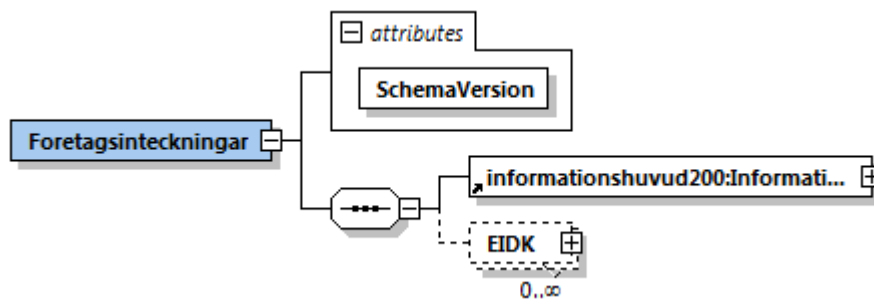 attributes
SchemaVersion
Foretagsinteckningar
informationshuvud200:Informati...
EIDK
0..∞